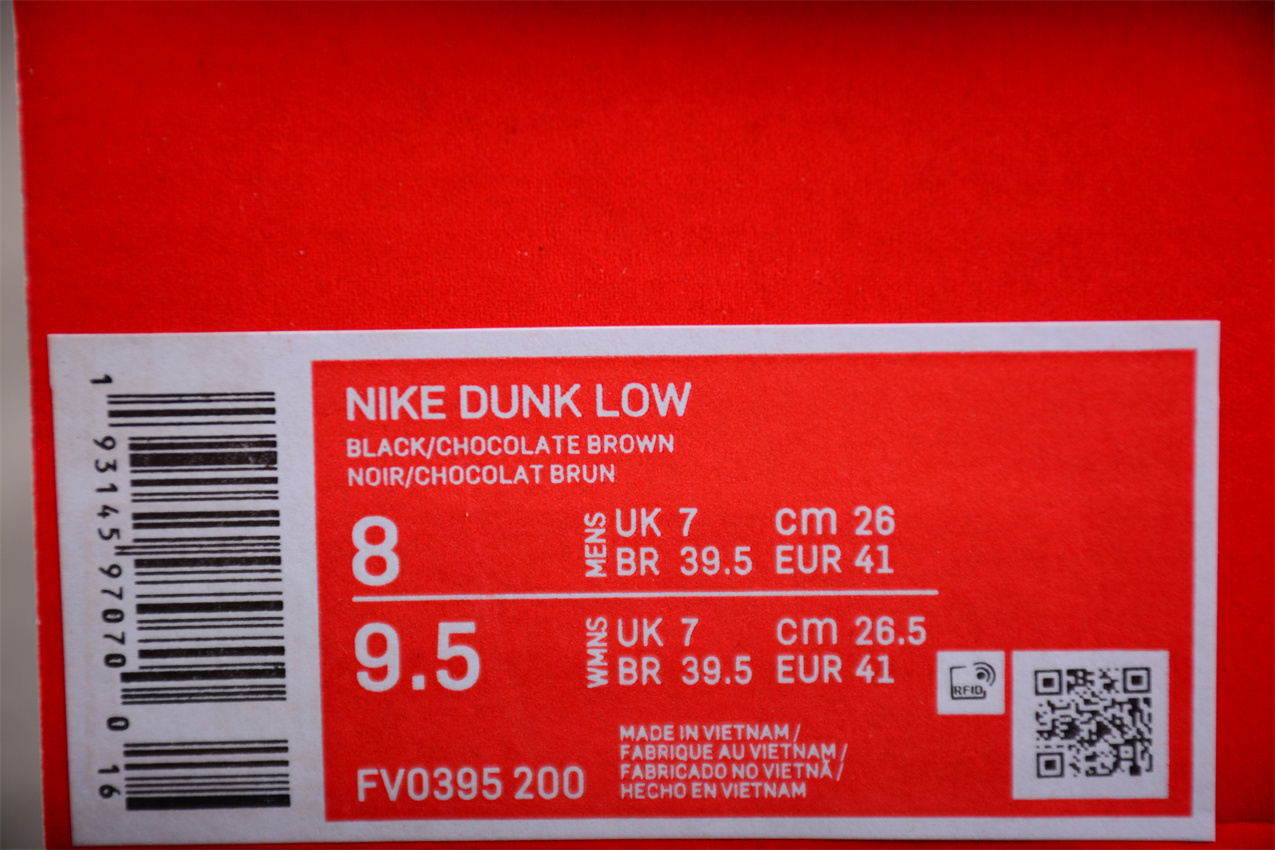 1 93145 97070 0
16
NIKE DUNK LOW
BLACK/CHOCOLATE BROWN
NOIR/CHOCOLAT BRUN
8
MENS
UK 7 cm 26
BR 39.5 EUR 41
9.5
WMNS
UK 7 cm 26.5
BR 39.5 EUR 41
RFID
FV0395 200
MADE IN VIETNAM /
FABRIQUE AU VIETNAM /
FABRICADO NO VIETNÃ /
HECHO EN VIETNAM